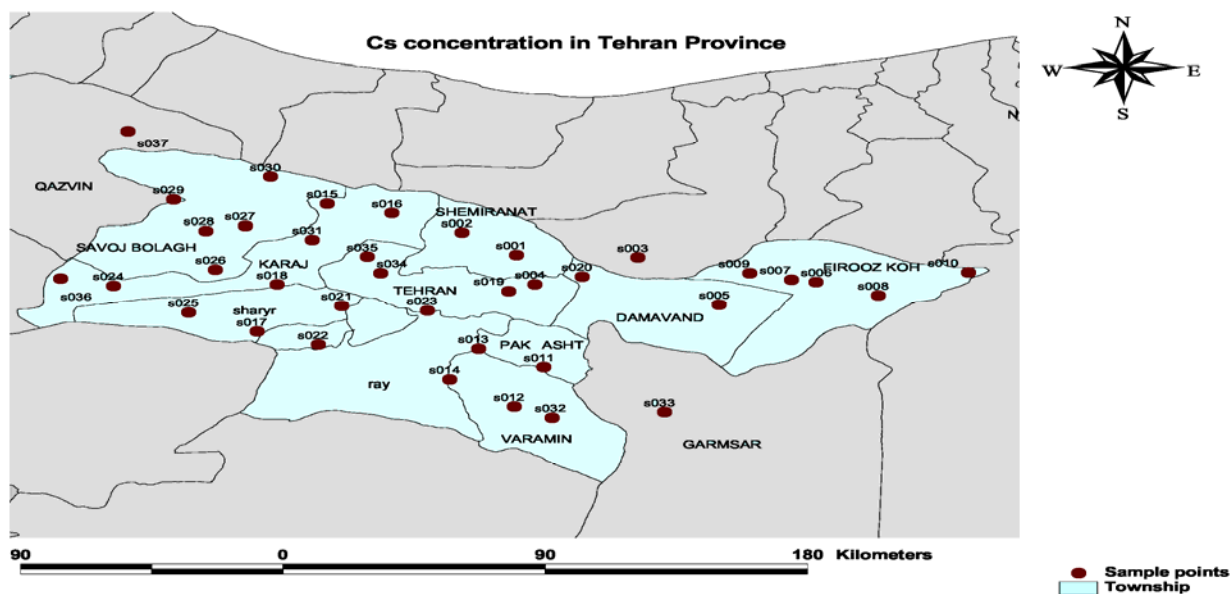 Cs concentration in Tehran Province
N
W E
S
N
s037
s030
QAZVIN
s029
s015
s016
SHEMIRANAT
s028
s027
s002
s031
SAVOJ BOLAGH
s035
s001
s003
s026
KARAJ
s034
s009
s007
s006
EIROOZ KOH
s010
s024
s018
s004
s020
s036
TEHRAN
s019
s008
s025
sharyr
s021
s023
s005
s017
DAMAVAND
s022
s013
PAK ASHT
s011
s014
ray
s012
s032
s033
VARAMIN
GARMSAR
90 0 90 180 Kilometers
Sample points
Township